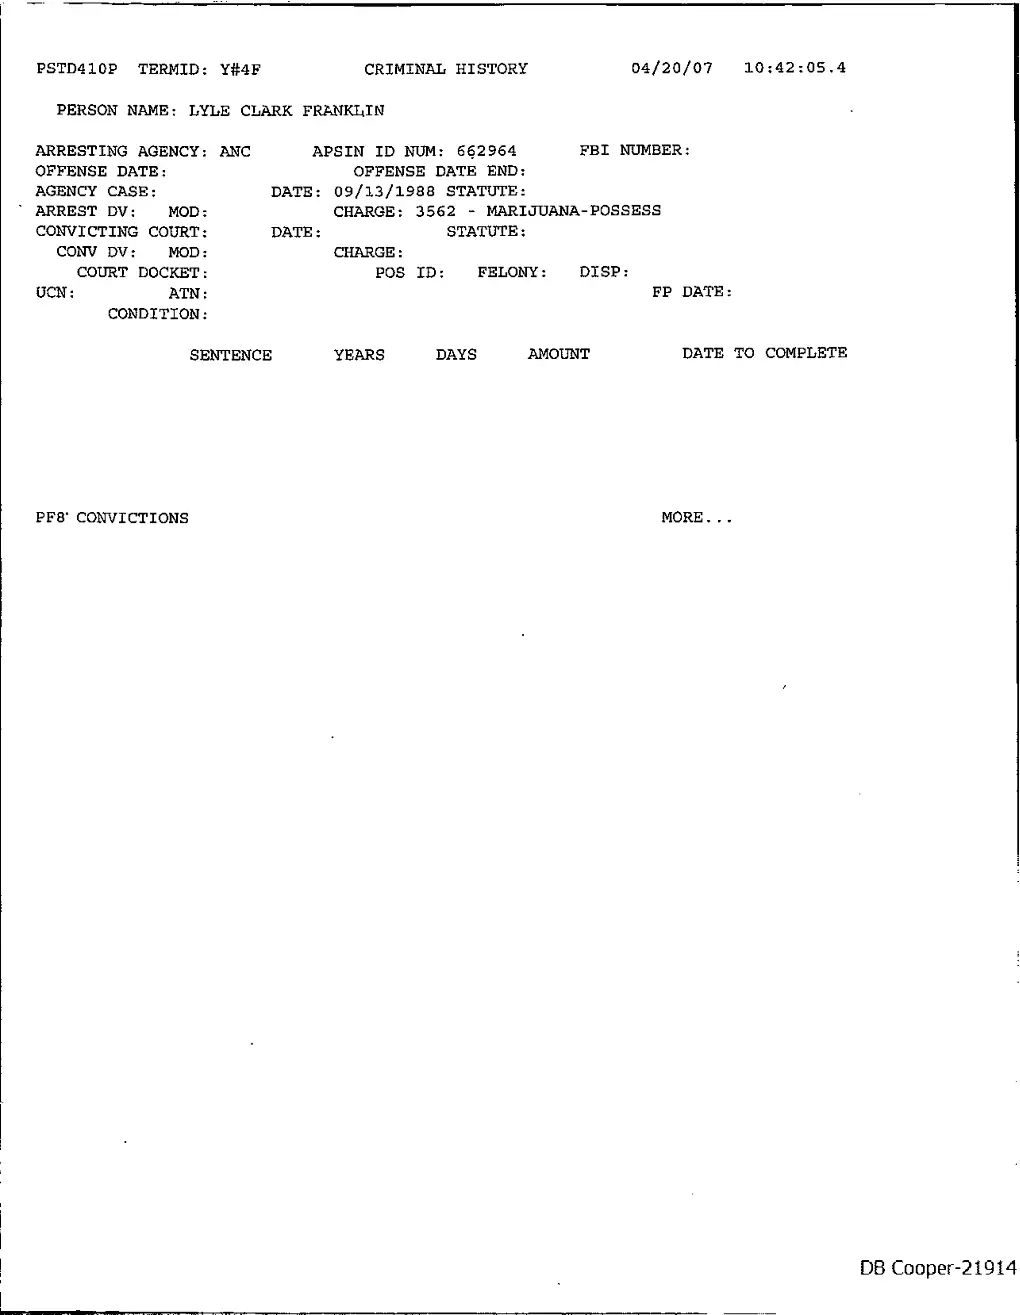 PSTD410P TERMID: Y#4F CRIMINAL HISTORY 04/20/07 10:42:05.4
PERSON NAME: LYLE CLARK FRANKLIN
ARRESTING AGENCY: ANC APSIN ID NUM: 662964 FBI NUMBER:
OFFENSE DATE: OFFENSE DATE END:
AGENCY CASE: DATE: 09/13/1988 STATUTE:
ARREST DV: MOD: CHARGE: 3562 - MARIJUANA-POSSESS
CONVICTING COURT: DATE: STATUTE:
CONV DV: MOD: CHARGE:
COURT DOCKET: POS ID: FELONY: DISP:
UCN: ATN: FP DATE:
CONDITION:
SENTENCE YEARS DAYS AMOUNT DATE TO COMPLETE
PF8' CONVICTIONS MORE...
DB Cooper-21914